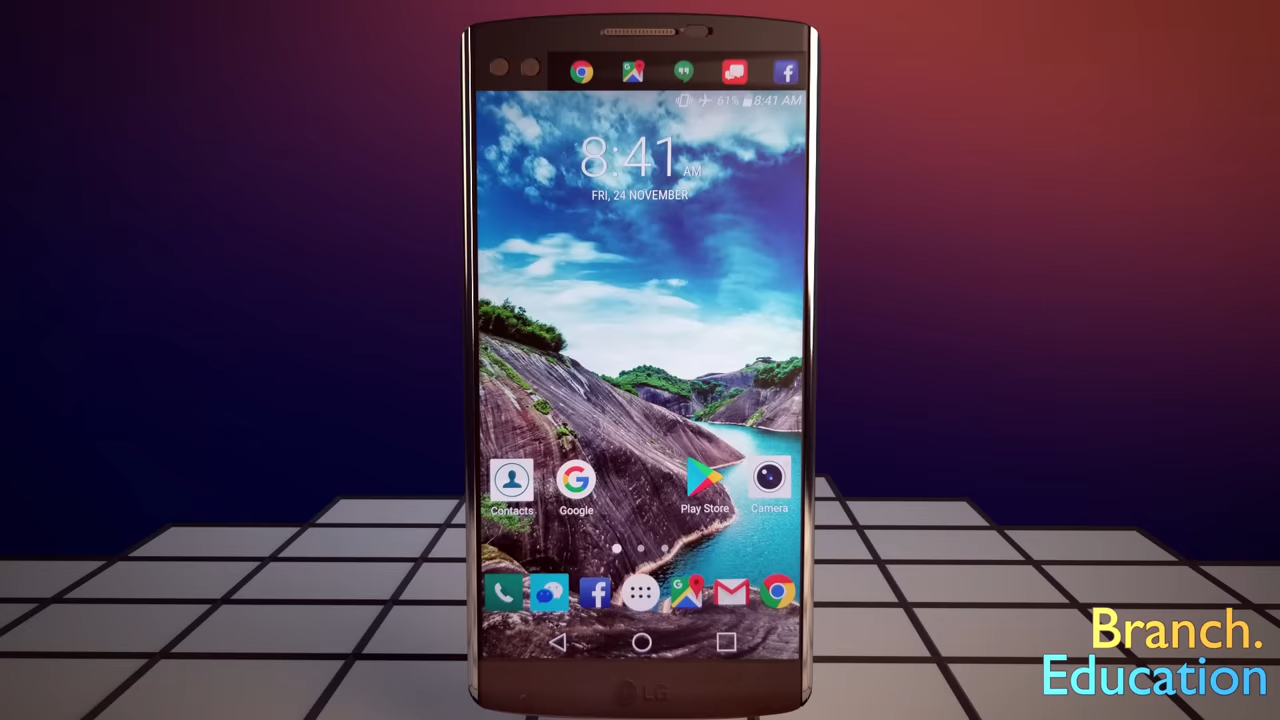 61% 8:41 AM
8:41 AM
FRI, 24 NOVEMBER
Contacts
Google
Play Store
Camera
LG
Branch.
Education